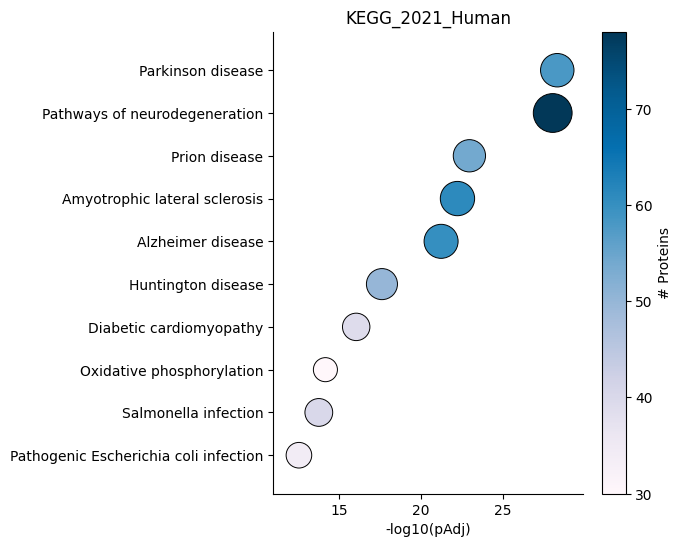 KEGG_2021_Human
Parkinson disease
Pathways of neurodegeneration
Prion disease
Amyotrophic lateral sclerosis
Alzheimer disease
Huntington disease
Diabetic cardiomyopathy
Oxidative phosphorylation
Salmonella infection
Pathogenic Escherichia coli infection
15 20 25
-log10(pAdj)
70
60
50
40
30
# Proteins